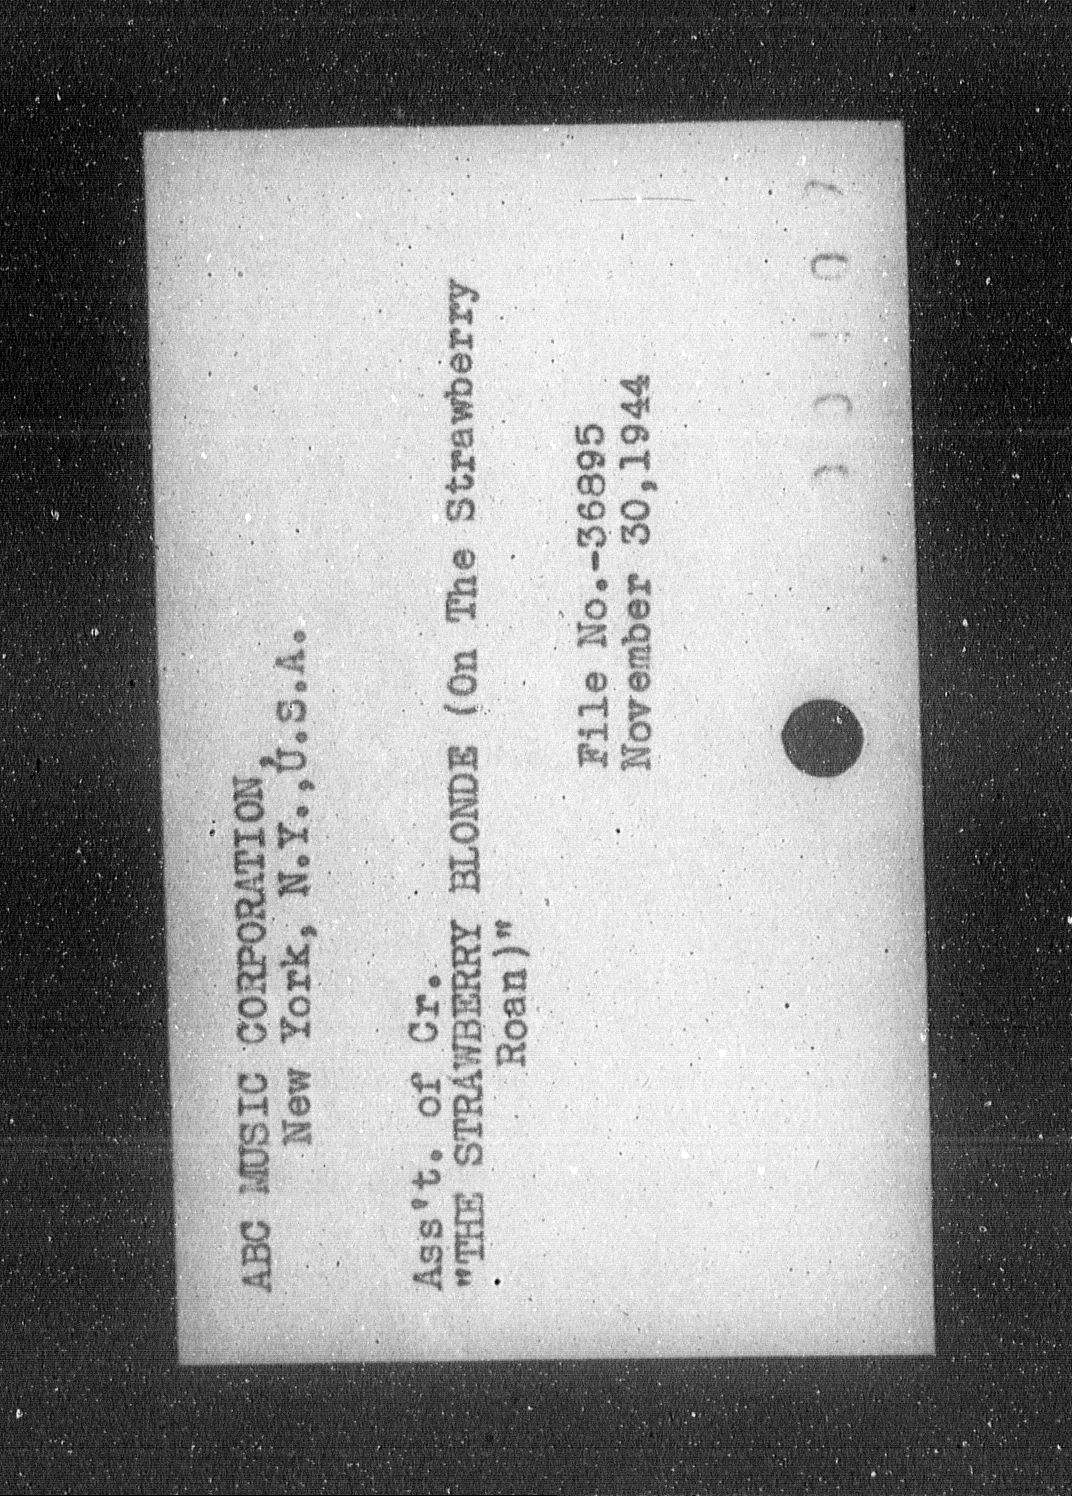 ABC MUSIC CORPORATION,
New York, N.Y.,U.S.A.
Ass't. of Cr.
"THE STRAWBERRY BLONDE (On The Strawberry
Roan)"
File No.-36895
November 30,1944